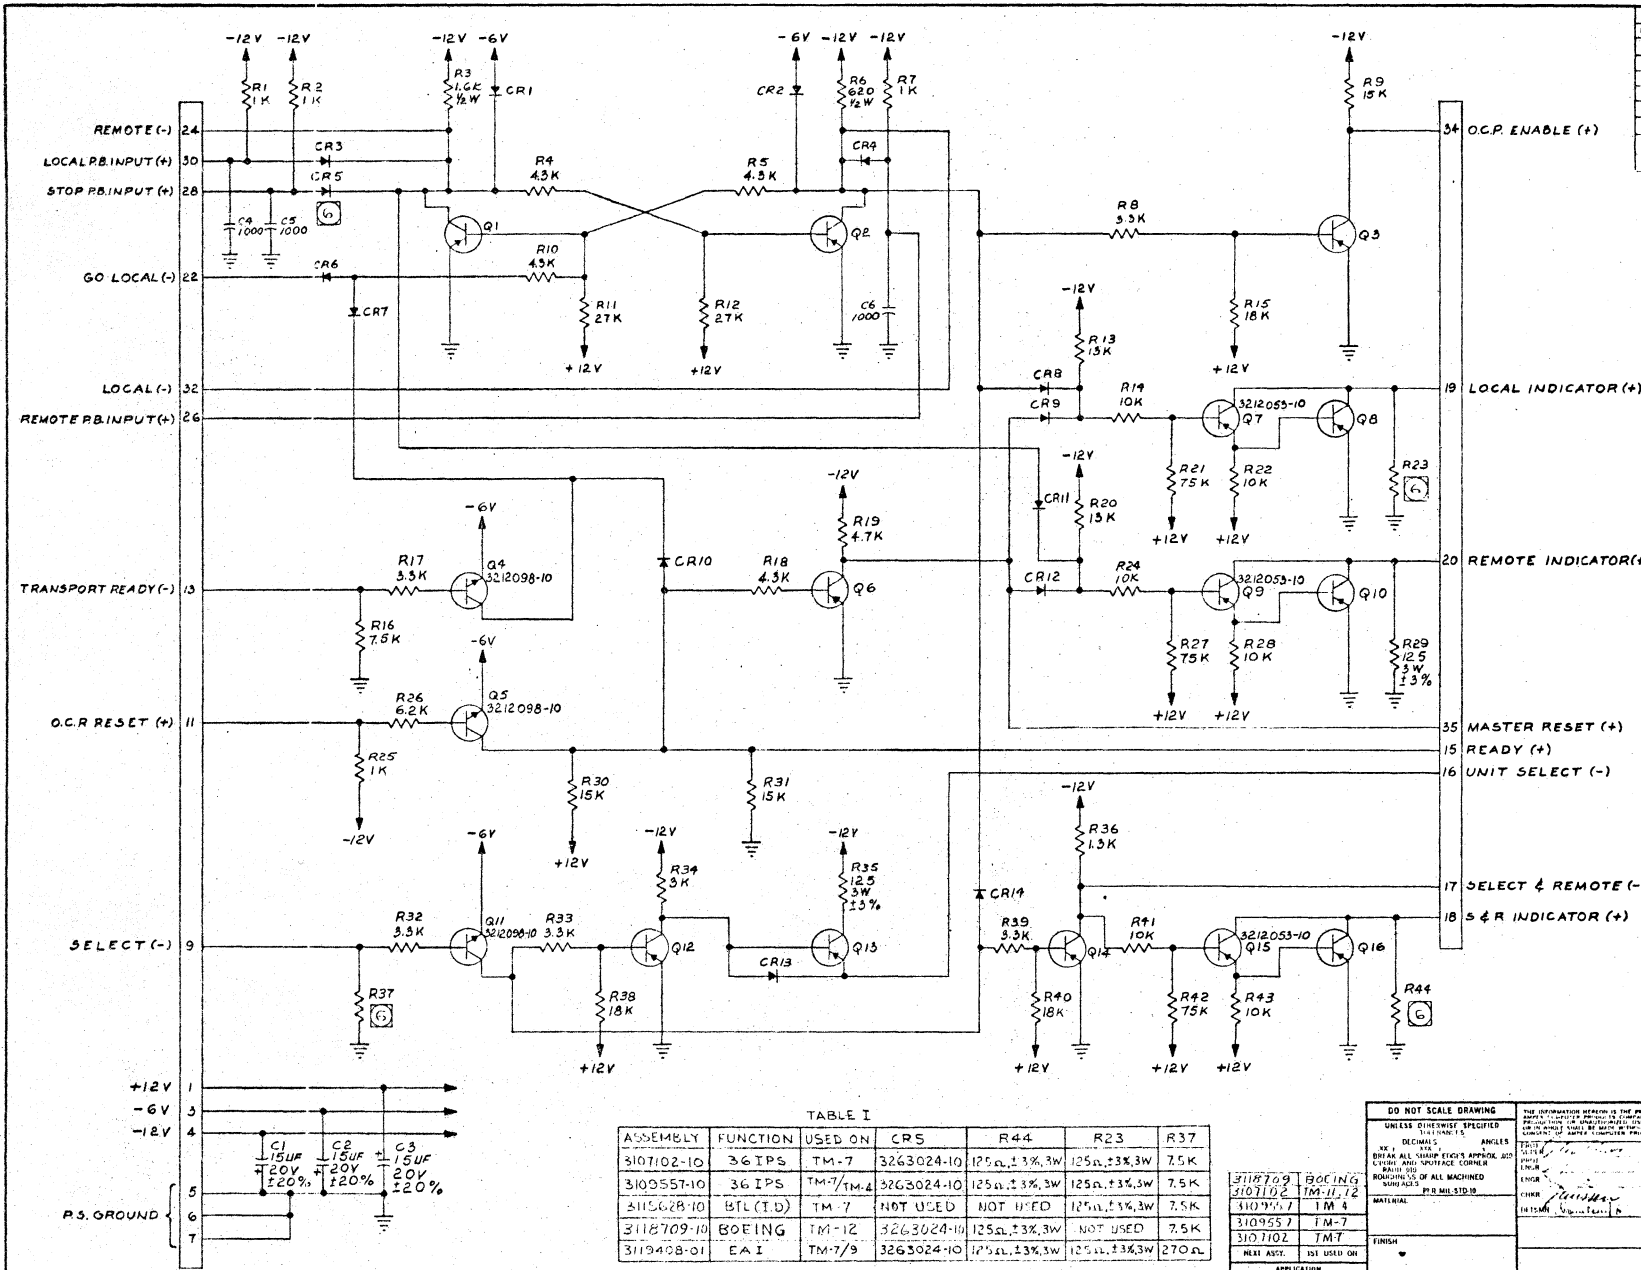 -12V -12V -12V -6V -6V -12V -12V -12V
R1 1K
R2 1K
R3 1.6K ½W
CR1
CR2
R6 620 ½W
R7 1K
R9 15K
REMOTE(-) 24
34 O.C.P. ENABLE (+)
LOCAL P.B. INPUT (+) 30
CR3
R4 4.3K
R5 4.3K
CR4
STOP P.B. INPUT (+) 28
CR5
6
C4 1000
C5 1000
Q1
Q2
R8 3.3K
Q3
R10 4.3K
GO LOCAL (-) 22
CR6
CR7
R11 27K
+12V
R12 27K
+12V
C6 1000
-12V
R13 13K
R15 18K
+12V
LOCAL (-) 32
CR8
19 LOCAL INDICATOR (+)
REMOTE P.B. INPUT (+) 26
CR9
R14 10K
3212053-10
Q7
Q8
-12V
-12V
-6V
CR11
R20 13K
R21 75K
+12V
R22 10K
+12V
R23
6
R19 4.7K
R17 3.3K
Q4
3212098-10
CR10
R18 4.3K
Q6
20 REMOTE INDICATOR (+
TRANSPORT READY (-) 13
CR12
R24 10K
3212053-10
Q9
Q10
R16 7.5K
-6V
R27 75K
+12V
R28 10K
+12V
R29 125 3W ±3%
R26 6.2K
Q5
3212098-10
O.C.R RESET (+) 11
35 MASTER RESET (+)
15 READY (+)
16 UNIT SELECT (-)
R25 1K
-12V
R30 15K
+12V
R31 15K
-6V
-12V
-12V
-12V
R34 3K
R35 125 3W ±3%
R36 1.3K
CR14
17 SELECT & REMOTE (-
18 S & R INDICATOR (+)
SELECT (-) 9
R32 3.3K
Q11
3212098-10
R33 3.3K
Q12
CR13
Q13
R39 3.3K
Q14
R41 10K
3212053-10
Q15
Q16
R37
6
R38 18K
+12V
R40 18K
+12V
R42 75K
+12V
R43 10K
+12V
R44
6
+12V 1
-6V 3
-12V 4
C1 15UF 20V ±20%
C2 15UF 20V ±20%
C3 15UF 20V ±20%
5
P.S. GROUND 6
7
TABLE I
ASSEMBLY FUNCTION USED ON CR5 R44 R23 R37
3107102-10 36 IPS TM-7 3263024-10 125Ω,±3%,3W 125Ω,±3%,3W 7.5K
3109557-10 36 IPS TM-7/TM-4 3263024-10 125Ω,±3%,3W 125Ω,±3%,3W 7.5K
3115628-10 BTL (I.D) TM-7 NOT USED NOT USED 125Ω,±3%,3W 7.5K
3118709-10 BOEING TM-12 3263024-10 125Ω,±3%,3W NOT USED 7.5K
3119408-01 EAI TM-7/9 3263024-10 125Ω,±3%,3W 125Ω,±3%,3W 270Ω
3118709 BOEING
3107102 TM-11,12
3109557 TM 4
3109557 TM-7
3107102 TM-7
NEXT ASSY. 1ST USED ON
APPLICATION
DO NOT SCALE DRAWING
UNLESS OTHERWISE SPECIFIED
TOLERANCES
DECIMALS ANGLES
ROUGHNESS OF ALL MACHINED
SURFACES
PER MIL-STD-10
MATERIAL
FINISH
ENGR
CHKR